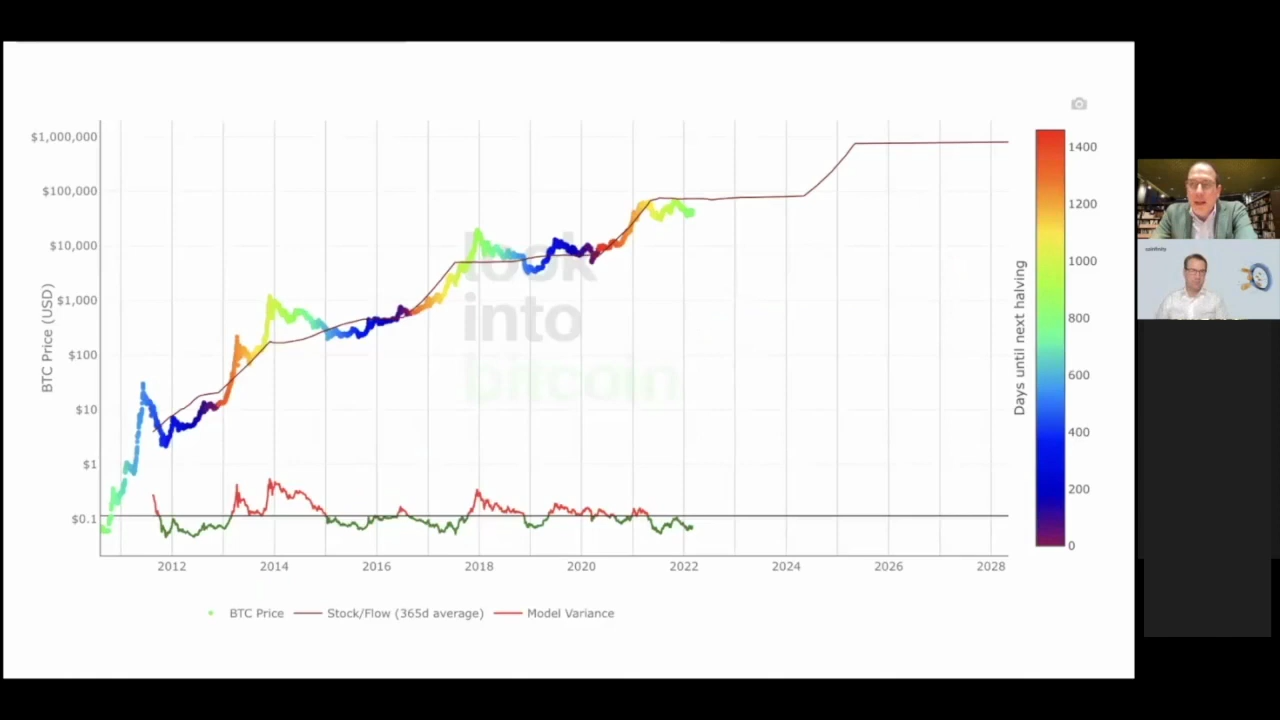 $1,000,000
$100,000
$10,000
$1,000
$100
$10
$1
$0.1
BTC Price (USD)
look
into
bitcoin
2012 2014 2016 2018 2020 2022 2024 2026 2028
BTC Price Stock/Flow (365d average) Model Variance
Days until next halving
1400
1200
1000
800
600
400
200
0
coinfinity